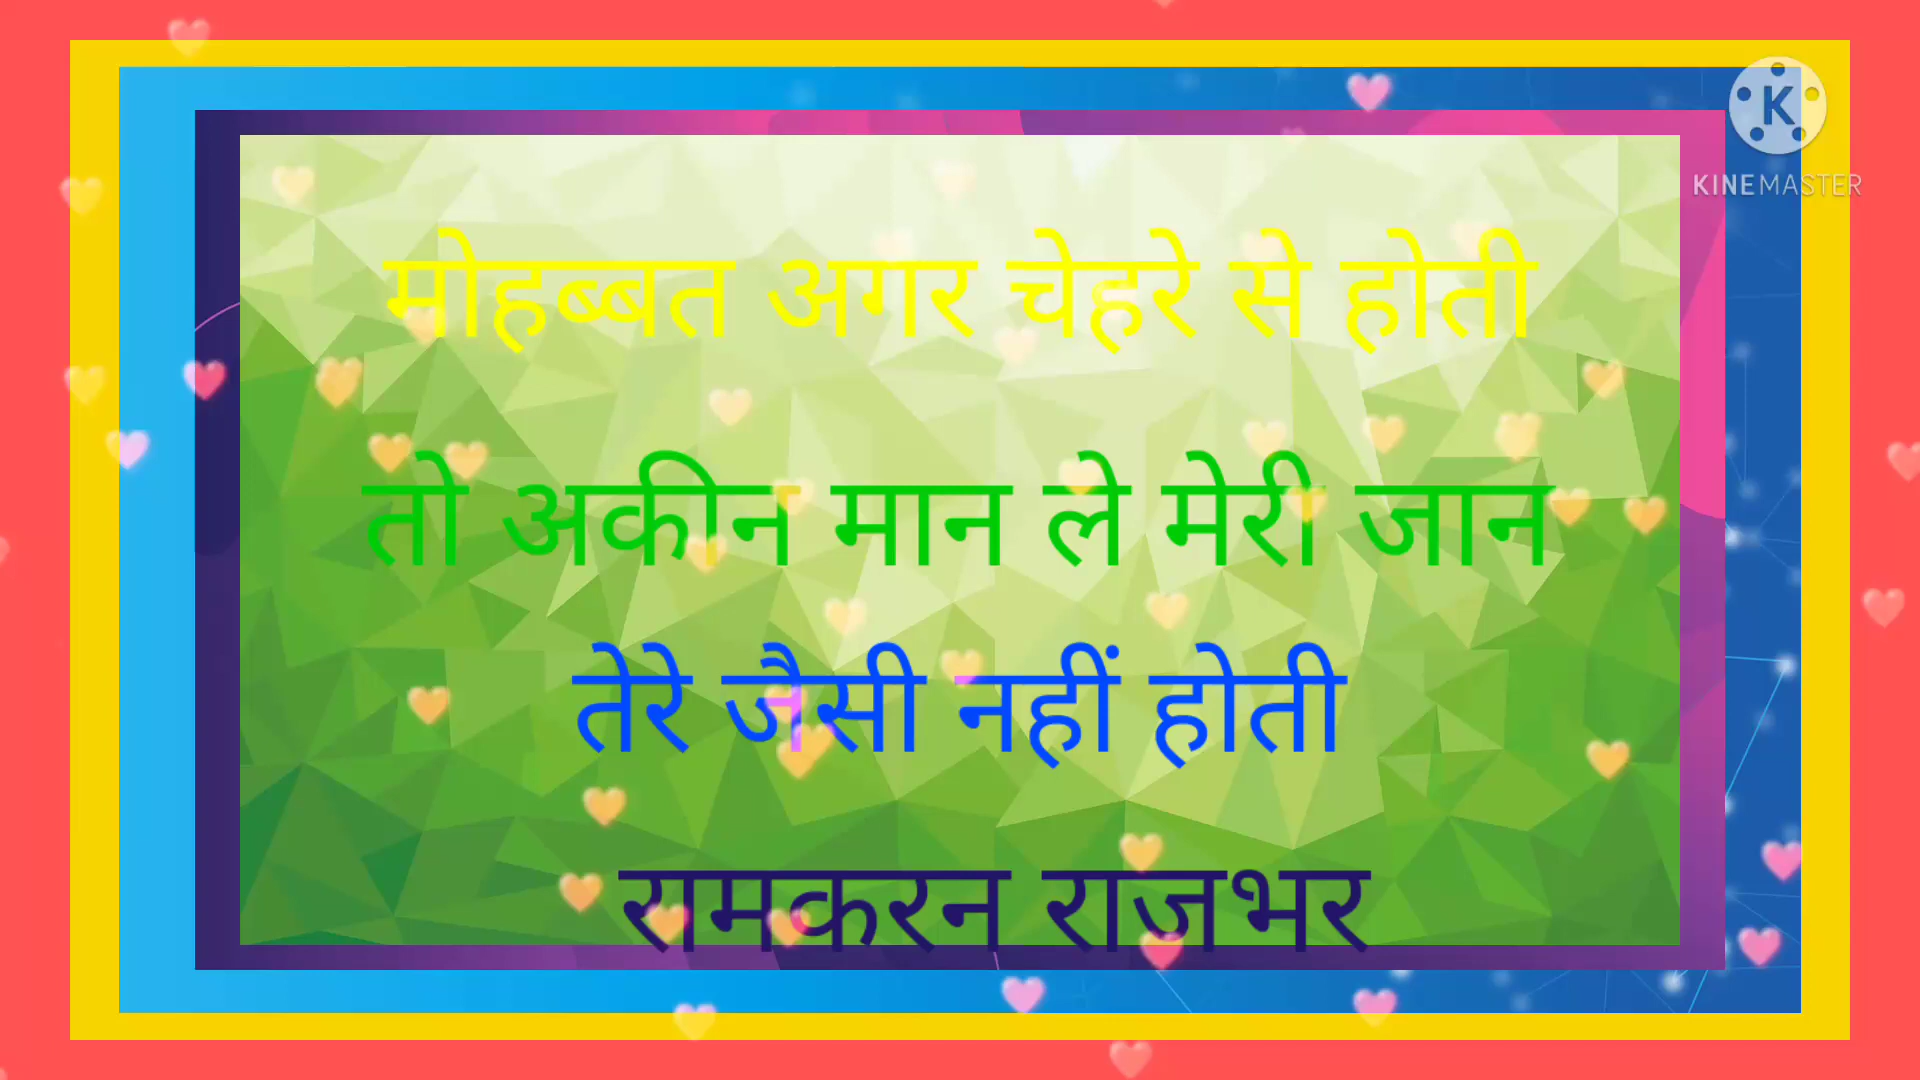 K
KINEMASTER
मोहब्बत अगर चेहरे से होती
तो अकीन मान ले मेरी जान
तेरे जैसी नहीं होती
रामकरन राजभर